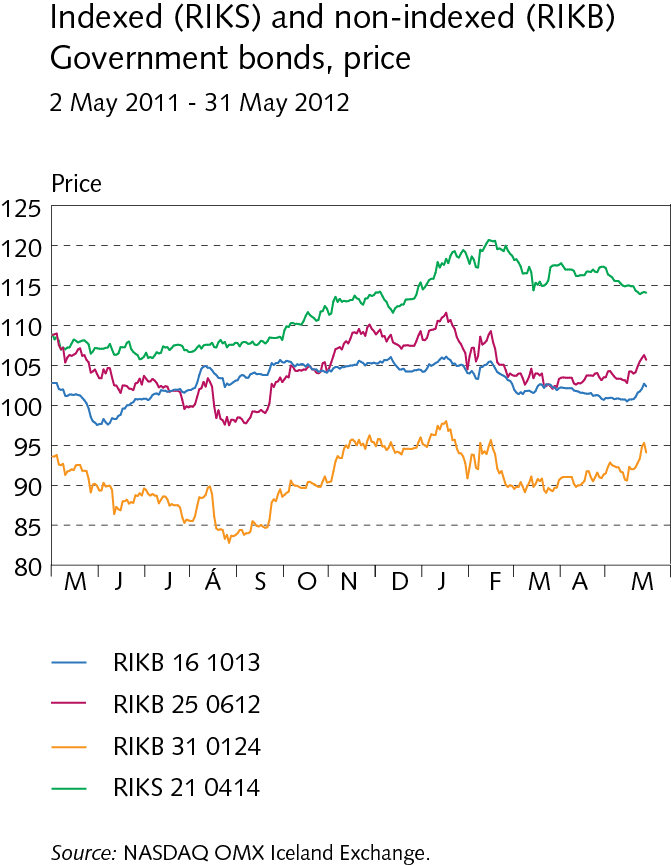 Indexed (RIKS) and non-indexed (RIKB)
Government bonds, price
2 May 2011 - 31 May 2012
Price
125
120
115
110
105
100
95
90
85
80
M J J Á S O N D J F M A M
RIKB 16 1013
RIKB 25 0612
RIKB 31 0124
RIKS 21 0414
Source: NASDAQ OMX Iceland Exchange.